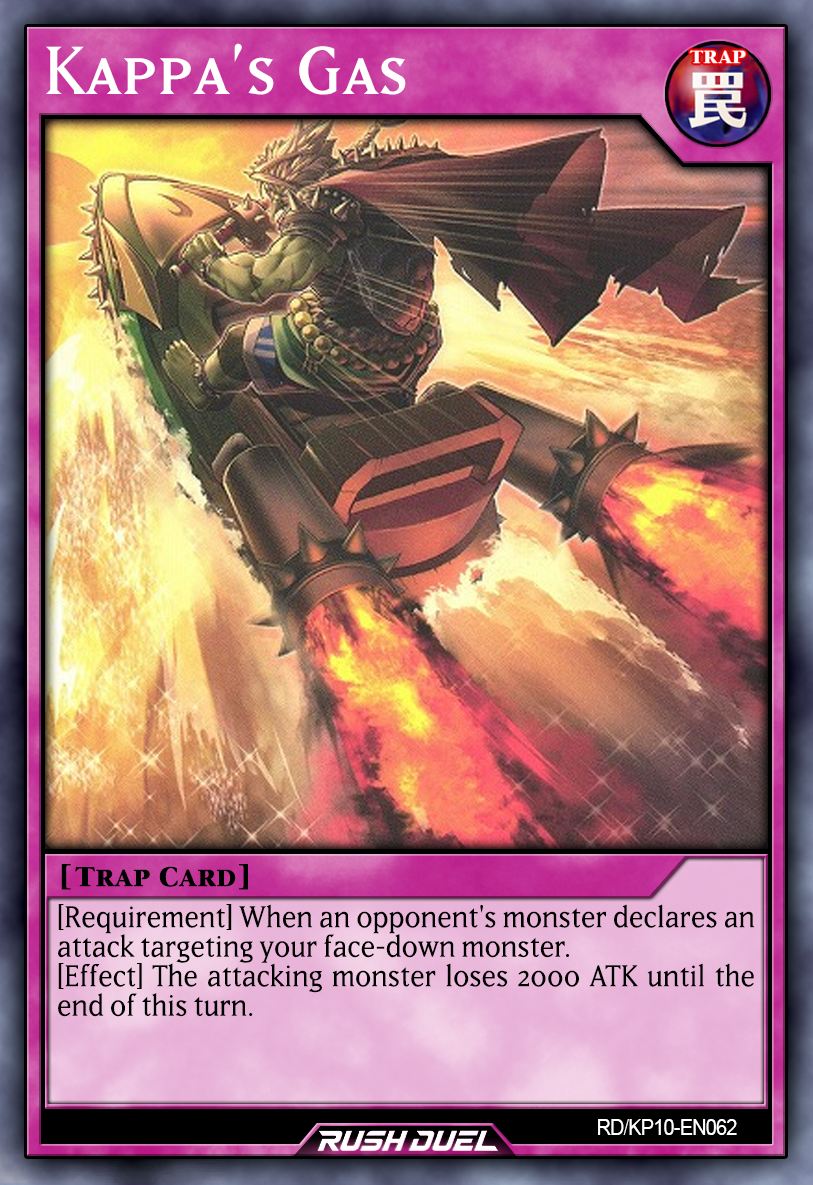 Kappa's Gas
TRAP
罠
[Trap Card]
[Requirement] When an opponent's monster declares an
attack targeting your face-down monster.
[Effect] The attacking monster loses 2000 ATK until the
end of this turn.
RD/KP10-EN062
RUSH DUEL